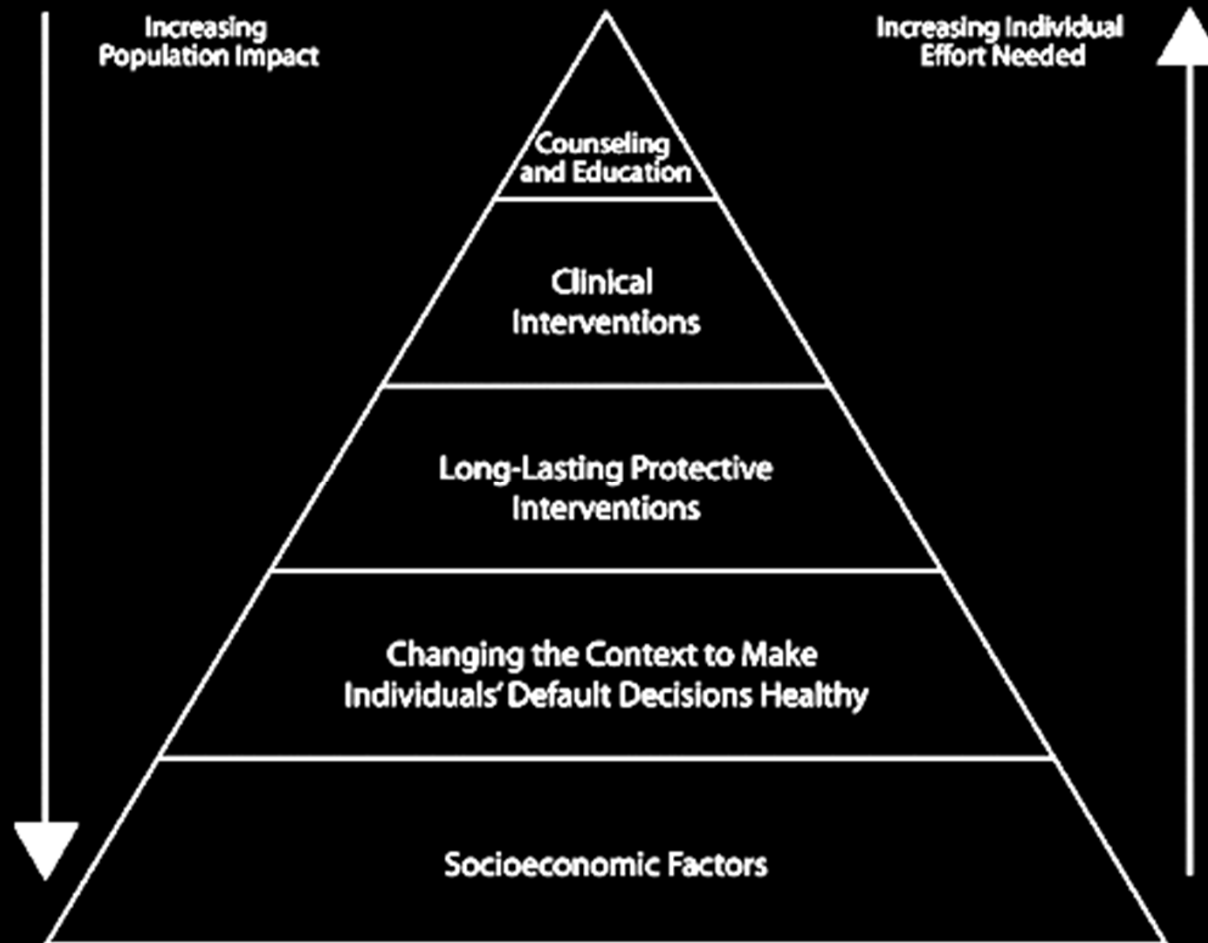 Increasing
Population Impact
Increasing Individual
Effort Needed
Counseling
and Education
Clinical
Interventions
Long-Lasting Protective
Interventions
Changing the Context to Make
Individuals' Default Decisions Healthy
Socioeconomic Factors